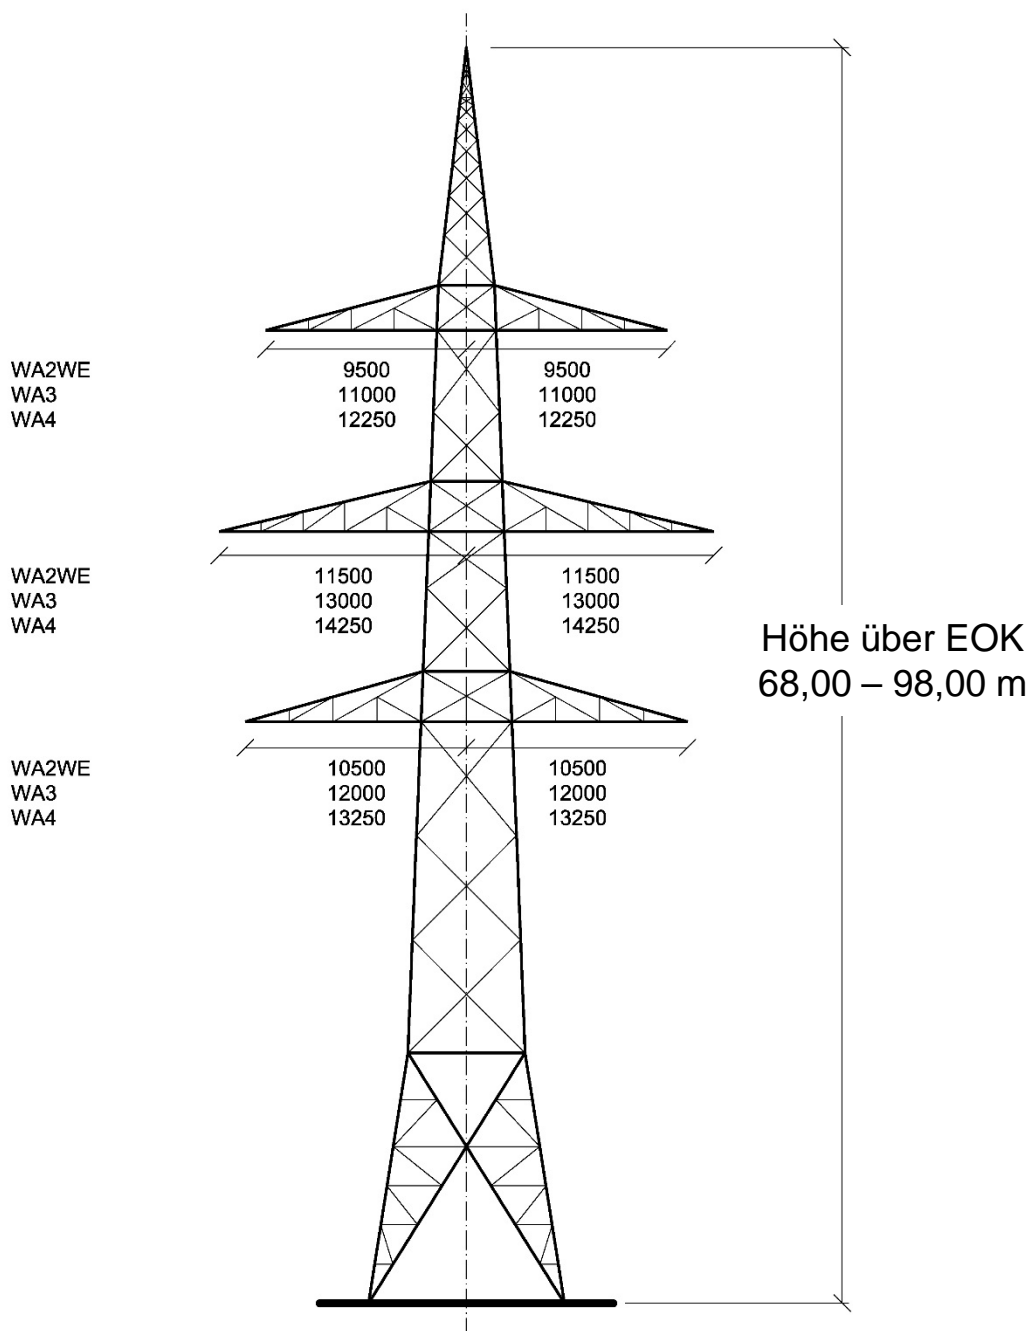 WA2WE 9500 9500
WA3 11000 11000
WA4 12250 12250
WA2WE 11500 11500
WA3 13000 13000
WA4 14250 14250
Höhe über EOK
68,00 – 98,00 m
WA2WE 10500 10500
WA3 12000 12000
WA4 13250 13250